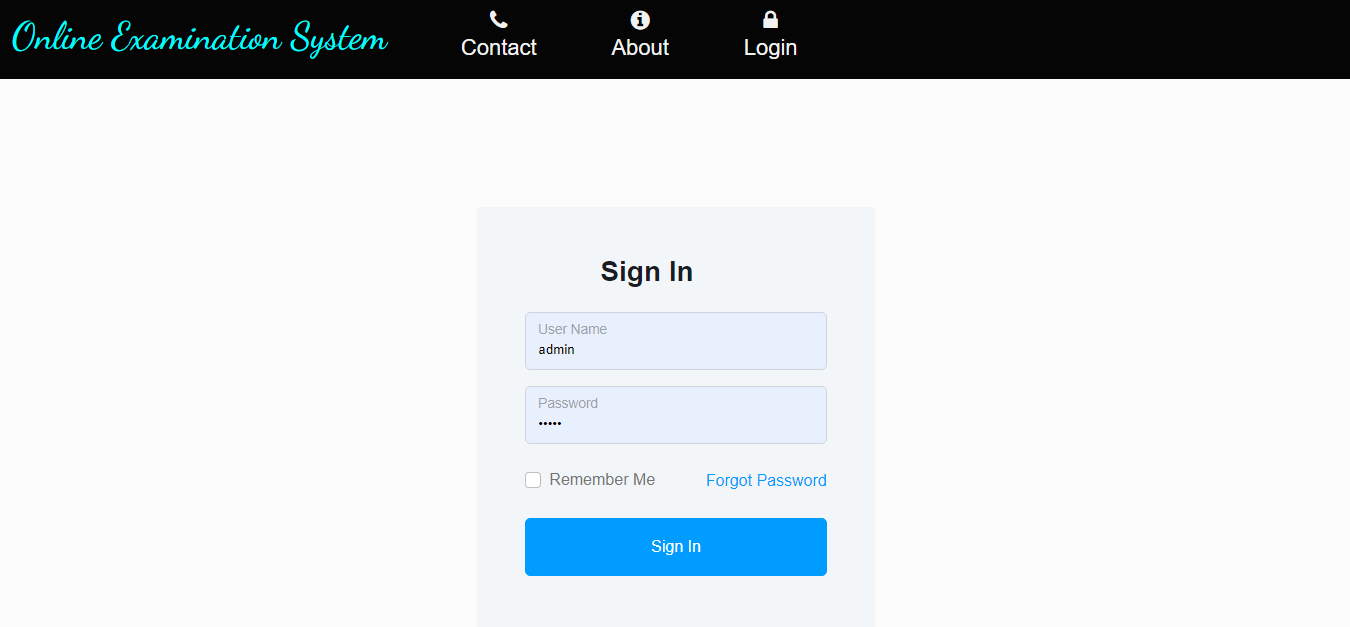 Online Examination System
Contact
About
Login
Sign In
User Name
admin
Password
•••••
Remember Me
Forgot Password
Sign In